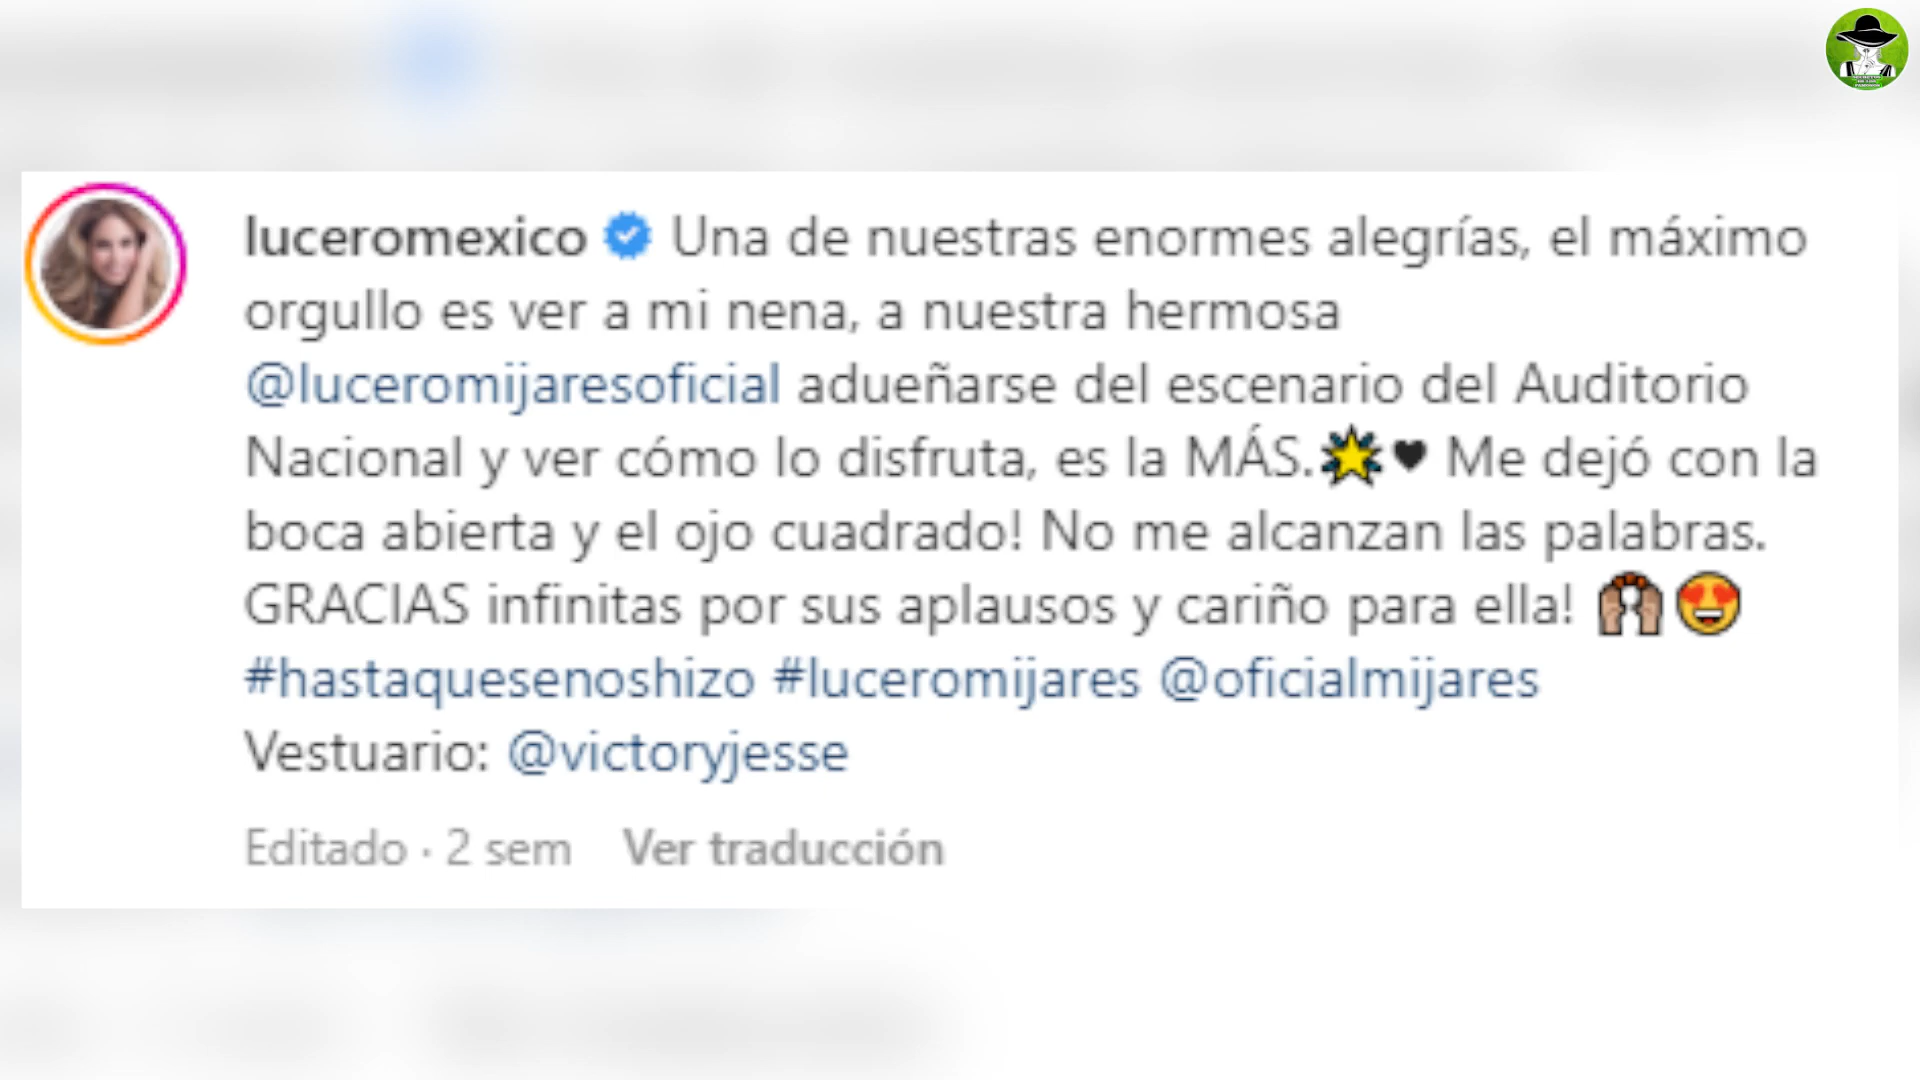 luceromexico Una de nuestras enormes alegrías, el máximo
orgullo es ver a mi nena, a nuestra hermosa
@luceromijaresoficial adueñarse del escenario del Auditorio
Nacional y ver cómo lo disfruta, es la MÁS.🌟🖤 Me dejó con la
boca abierta y el ojo cuadrado! No me alcanzan las palabras.
GRACIAS infinitas por sus aplausos y cariño para ella! 🙌🏽😍
#hastaquesenoshizo #luceromijares @oficialmijares
Vestuario: @victoryjesse
Editado · 2 sem Ver traducción